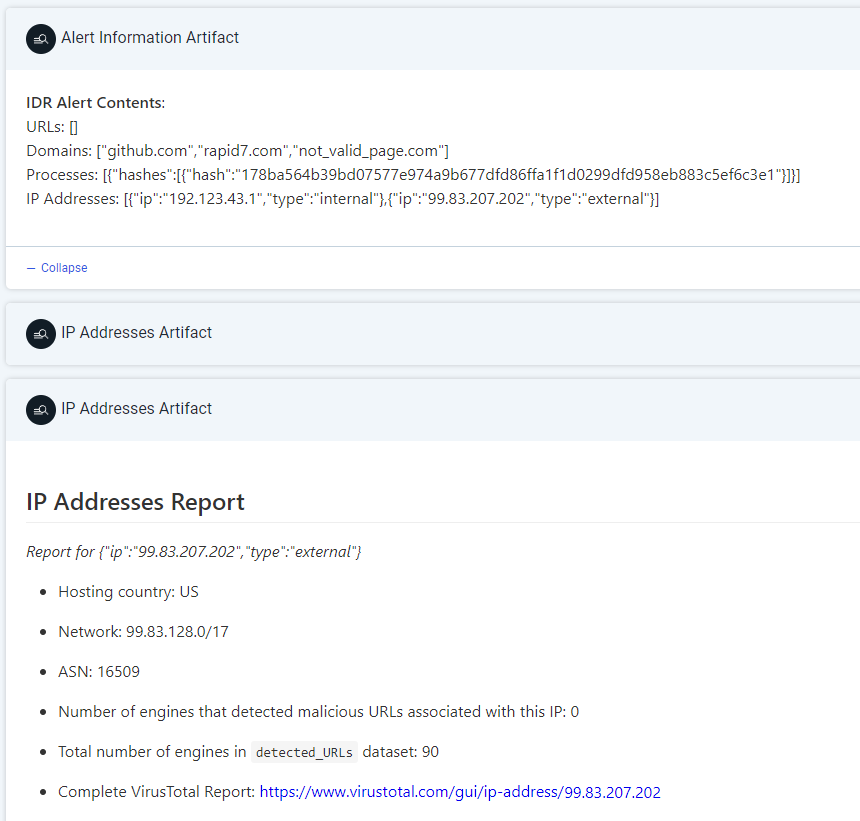 Alert Information Artifact
IDR Alert Contents:
URLs: []
Domains: ["github.com","rapid7.com","not_valid_page.com"]
Processes: [{"hashes":[{"hash":"178ba564b39bd07577e974a9b677dfd86ffa1f1d0299dfd958eb883c5ef6c3e1"}]}]
IP Addresses: [{"ip":"192.123.43.1","type":"internal"},{"ip":"99.83.207.202","type":"external"}]
— Collapse
IP Addresses Artifact
IP Addresses Artifact
IP Addresses Report
Report for {"ip":"99.83.207.202","type":"external"}
• Hosting country: US
• Network: 99.83.128.0/17
• ASN: 16509
• Number of engines that detected malicious URLs associated with this IP: 0
• Total number of engines in detected_URLs dataset: 90
• Complete VirusTotal Report: https://www.virustotal.com/gui/ip-address/99.83.207.202